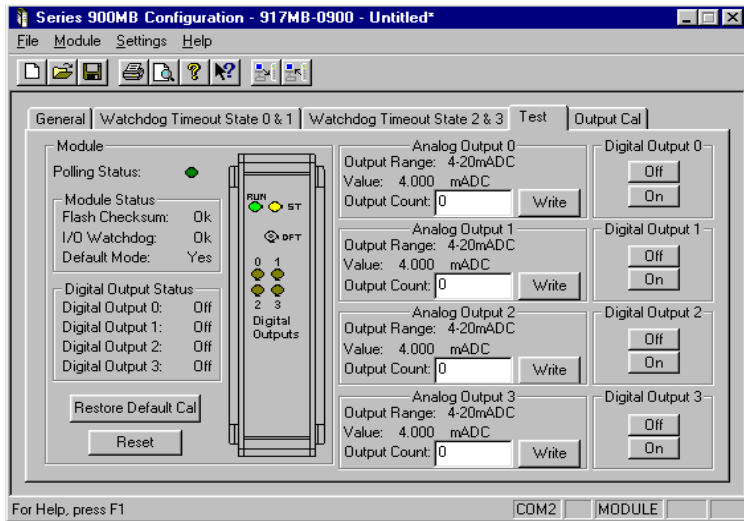 Series 900MB Configuration - 917MB-0900 - Untitled*
File Module Settings Help
General Watchdog Timeout State 0 & 1 Watchdog Timeout State 2 & 3 Test Output Cal
Module
Polling Status:
Module Status
Flash Checksum: Ok
I/O Watchdog: Ok
Default Mode: Yes
Digital Output Status
Digital Output 0: Off
Digital Output 1: Off
Digital Output 2: Off
Digital Output 3: Off
Restore Default Cal
Reset
RUN
ST
DFT
0 1
2 3
Digital
Outputs
Analog Output 0
Output Range: 4-20mADC
Value: 4.000 mADC
Output Count: 0 Write
Analog Output 1
Output Range: 4-20mADC
Value: 4.000 mADC
Output Count: 0 Write
Analog Output 2
Output Range: 4-20mADC
Value: 4.000 mADC
Output Count: 0 Write
Analog Output 3
Output Range: 4-20mADC
Value: 4.000 mADC
Output Count: 0 Write
Digital Output 0
Off
On
Digital Output 1
Off
On
Digital Output 2
Off
On
Digital Output 3
Off
On
For Help, press F1
COM2 MODULE